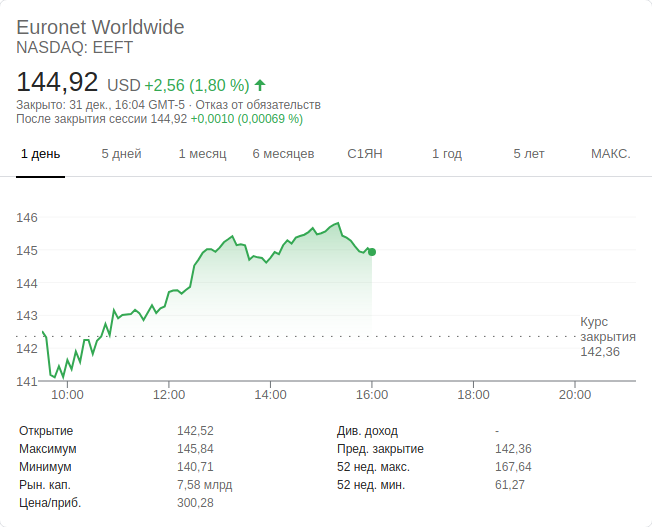 Euronet Worldwide
NASDAQ: EEFT
144,92 USD +2,56 (1,80 %)
Закрыто: 31 дек., 16:04 GMT-5 · Отказ от обязательств
После закрытия сессии 144,92 +0,0010 (0,00069 %)
1 день 5 дней 1 месяц 6 месяцев С1ЯН 1 год 5 лет МАКС.
146
145
144
143
142
141
Курс
закрытия
142,36
10:00 12:00 14:00 16:00 18:00 20:00
Открытие 142,52 Див. доход -
Максимум 145,84 Пред. закрытие 142,36
Минимум 140,71 52 нед. макс. 167,64
Рын. кап. 7,58 млрд 52 нед. мин. 61,27
Цена/приб. 300,28